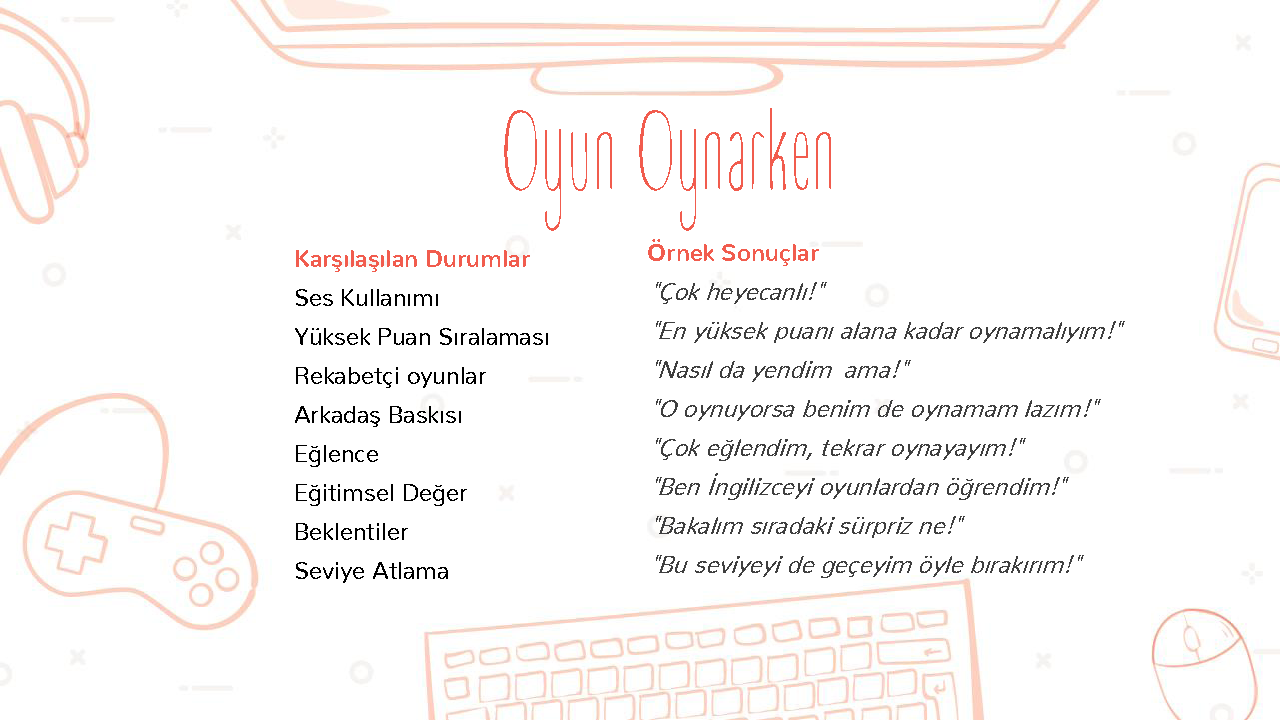 Oyun Oynarken
Karşılaşılan Durumlar
Ses Kullanımı
Yüksek Puan Sıralaması
Rekabetçi oyunlar
Arkadaş Baskısı
Eğlence
Eğitimsel Değer
Beklentiler
Seviye Atlama
Örnek Sonuçlar
"Çok heyecanlı!"
"En yüksek puanı alana kadar oynamalıyım!"
"Nasıl da yendim ama!"
"O oynuyorsa benim de oynamam lazım!"
"Çok eğlendim, tekrar oynayayım!"
"Ben İngilizceyi oyunlardan öğrendim!"
"Bakalım sıradaki sürpriz ne!"
"Bu seviyeyi de geçeyim öyle bırakırım!"